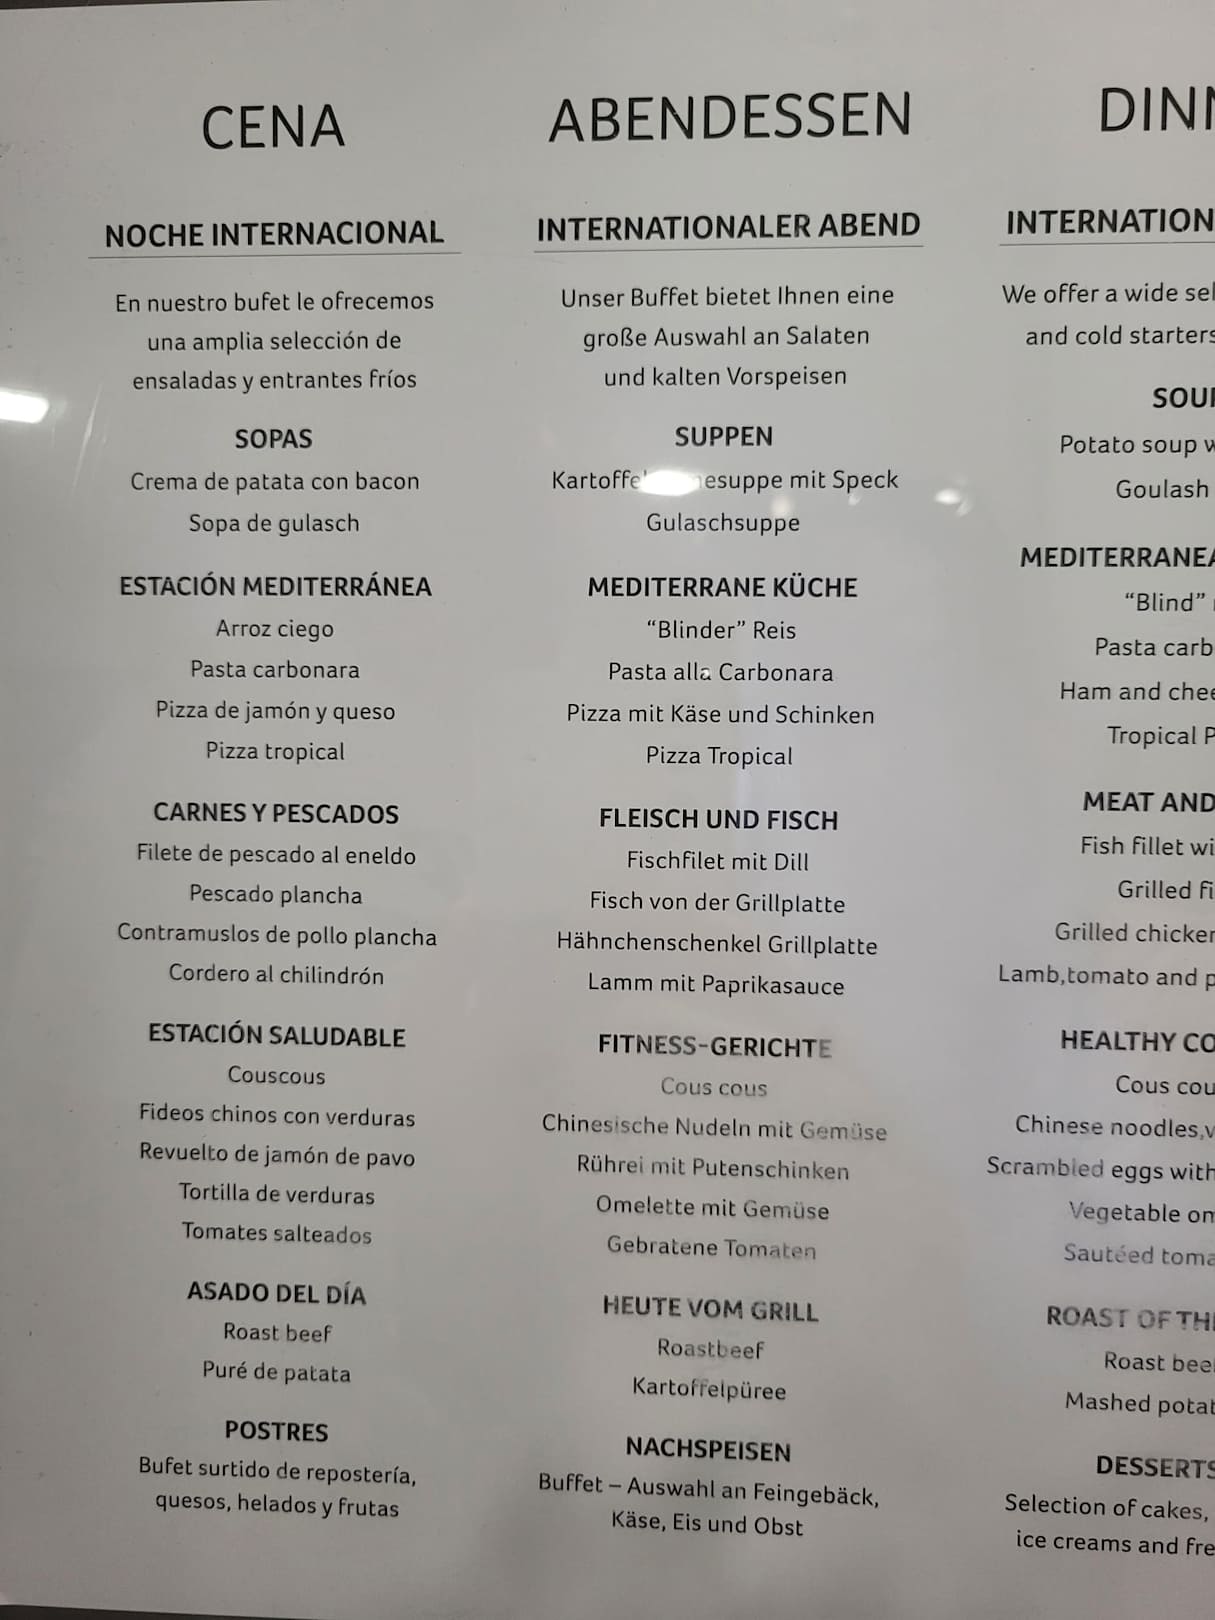 CENA
NOCHE INTERNACIONAL
En nuestro bufet le ofrecemos
una amplia selección de
ensaladas y entrantes fríos
SOPAS
Crema de patata con bacon
Sopa de gulasch
ESTACIÓN MEDITERRÁNEA
Arroz ciego
Pasta carbonara
Pizza de jamón y queso
Pizza tropical
CARNES Y PESCADOS
Filete de pescado al eneldo
Pescado plancha
Contramuslos de pollo plancha
Cordero al chilindrón
ESTACIÓN SALUDABLE
Couscous
Fideos chinos con verduras
Revuelto de jamón de pavo
Tortilla de verduras
Tomates salteados
ASADO DEL DÍA
Roast beef
Puré de patata
POSTRES
Bufet surtido de repostería,
quesos, helados y frutas
ABENDESSEN
INTERNATIONALER ABEND
Unser Buffet bietet Ihnen eine
große Auswahl an Salaten
und kalten Vorspeisen
SUPPEN
mit Speck
Gulaschsuppe
MEDITERRANE KÜCHE
“Blinder” Reis
Pasta alla Carbonara
Pizza mit Käse und Schinken
Pizza Tropical
FLEISCH UND FISCH
Fischfilet mit Dill
Fisch von der Grillplatte
Hähnchenschenkel Grillplatte
Lamm mit Paprikasauce
FITNESS-GERICHTE
Cous cous
Chinesische Nudeln mit Gemüse
Rührei mit Putenschinken
Omelette mit Gemüse
Gebratene Tomaten
HEUTE VOM GRILL
Roastbeef
Kartoffelpüree
NACHSPEISEN
Buffet – Auswahl an Feingebäck,
Käse, Eis und Obst
We offer a wide
and cold starters
Potato soup
Goulash
“Blind”
Pasta
Ham and
Tropical
MEAT AND
Fish fillet
Grilled
Grilled
Lamb,tomato and
HEALTHY
Cous
Chinese noodles,
Scrambled eggs with
Vegetable
Sautéed
ROAST OF
Roast
Mashed
DESSERTS
Selection of cakes,
ice creams and